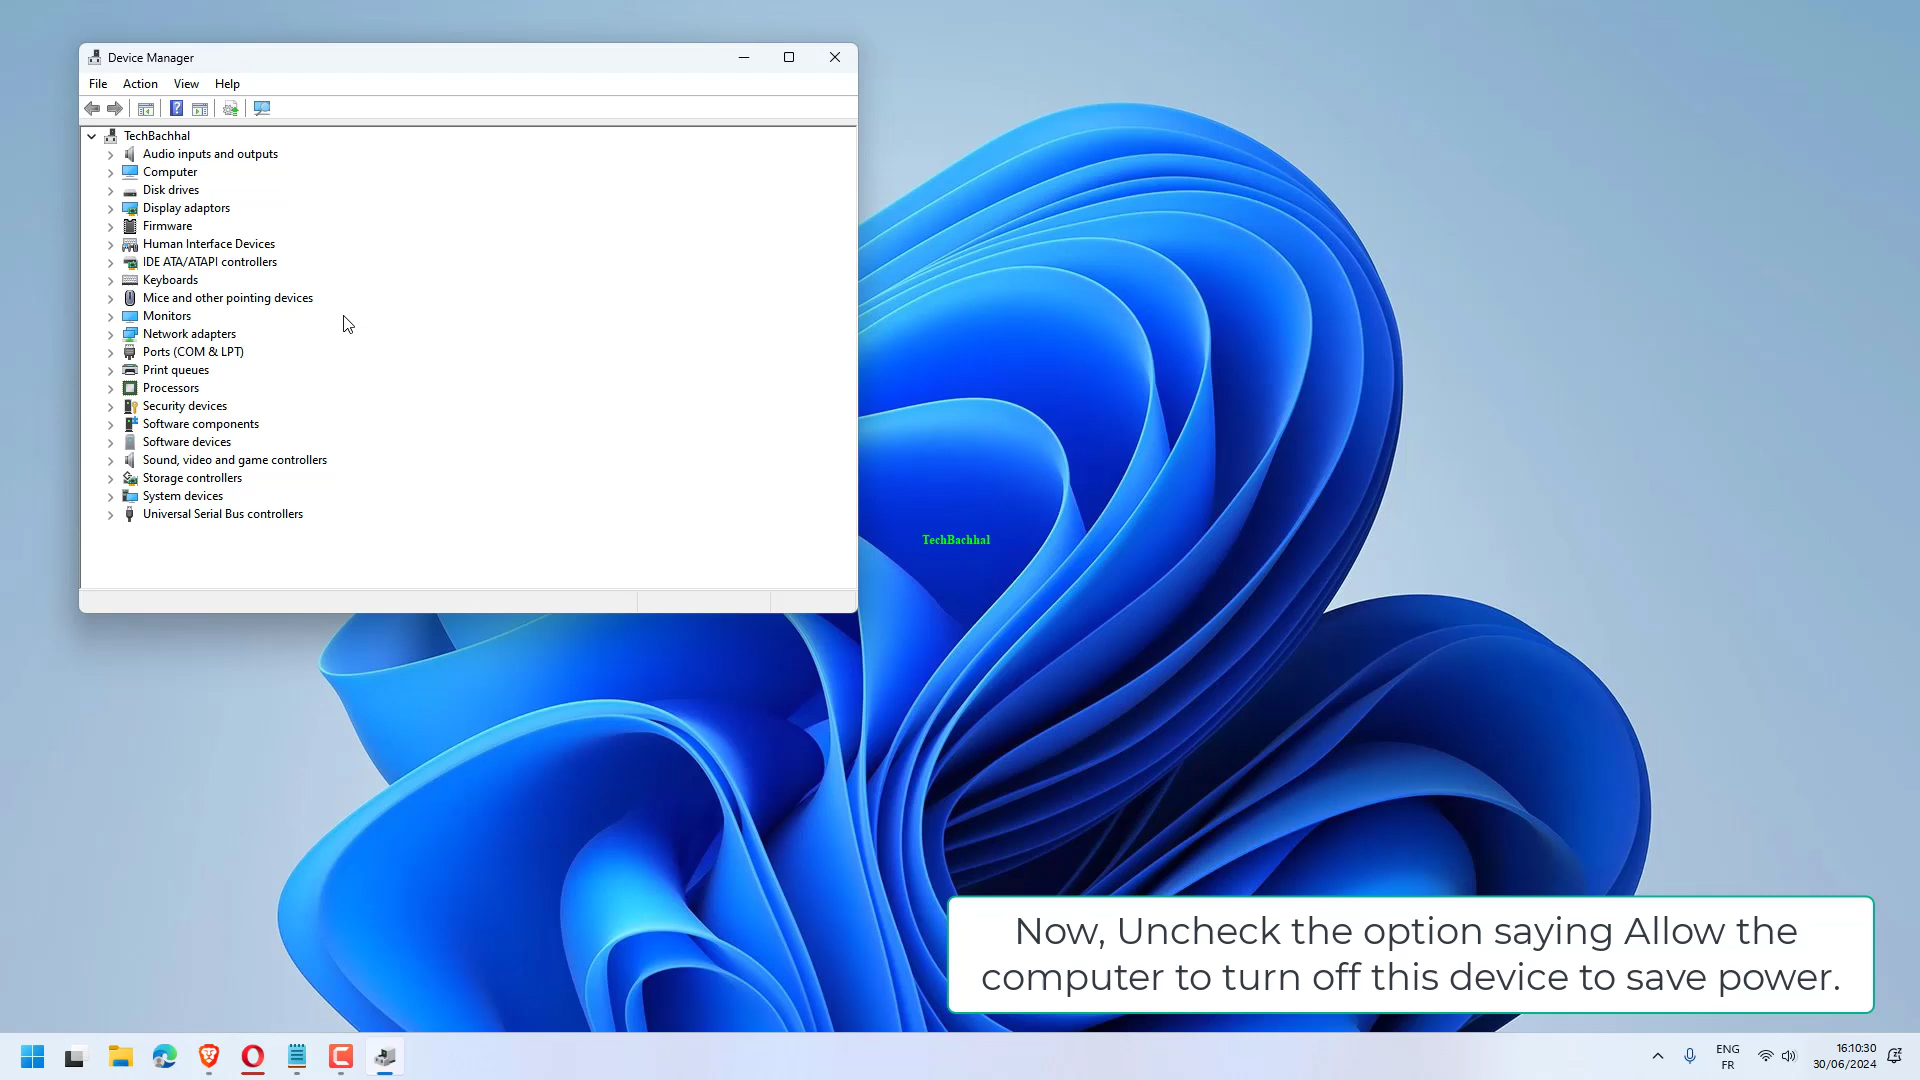 Device Manager
File Action View Help
TechBachhal
Audio inputs and outputs
Computer
Disk drives
Display adaptors
Firmware
Human Interface Devices
IDE ATA/ATAPI controllers
Keyboards
Mice and other pointing devices
Monitors
Network adapters
Ports (COM & LPT)
Print queues
Processors
Security devices
Software components
Software devices
Sound, video and game controllers
Storage controllers
System devices
Universal Serial Bus controllers
TechBachhal
Now, Uncheck the option saying Allow the
computer to turn off this device to save power.
ENG
FR
16:10:30
30/06/2024